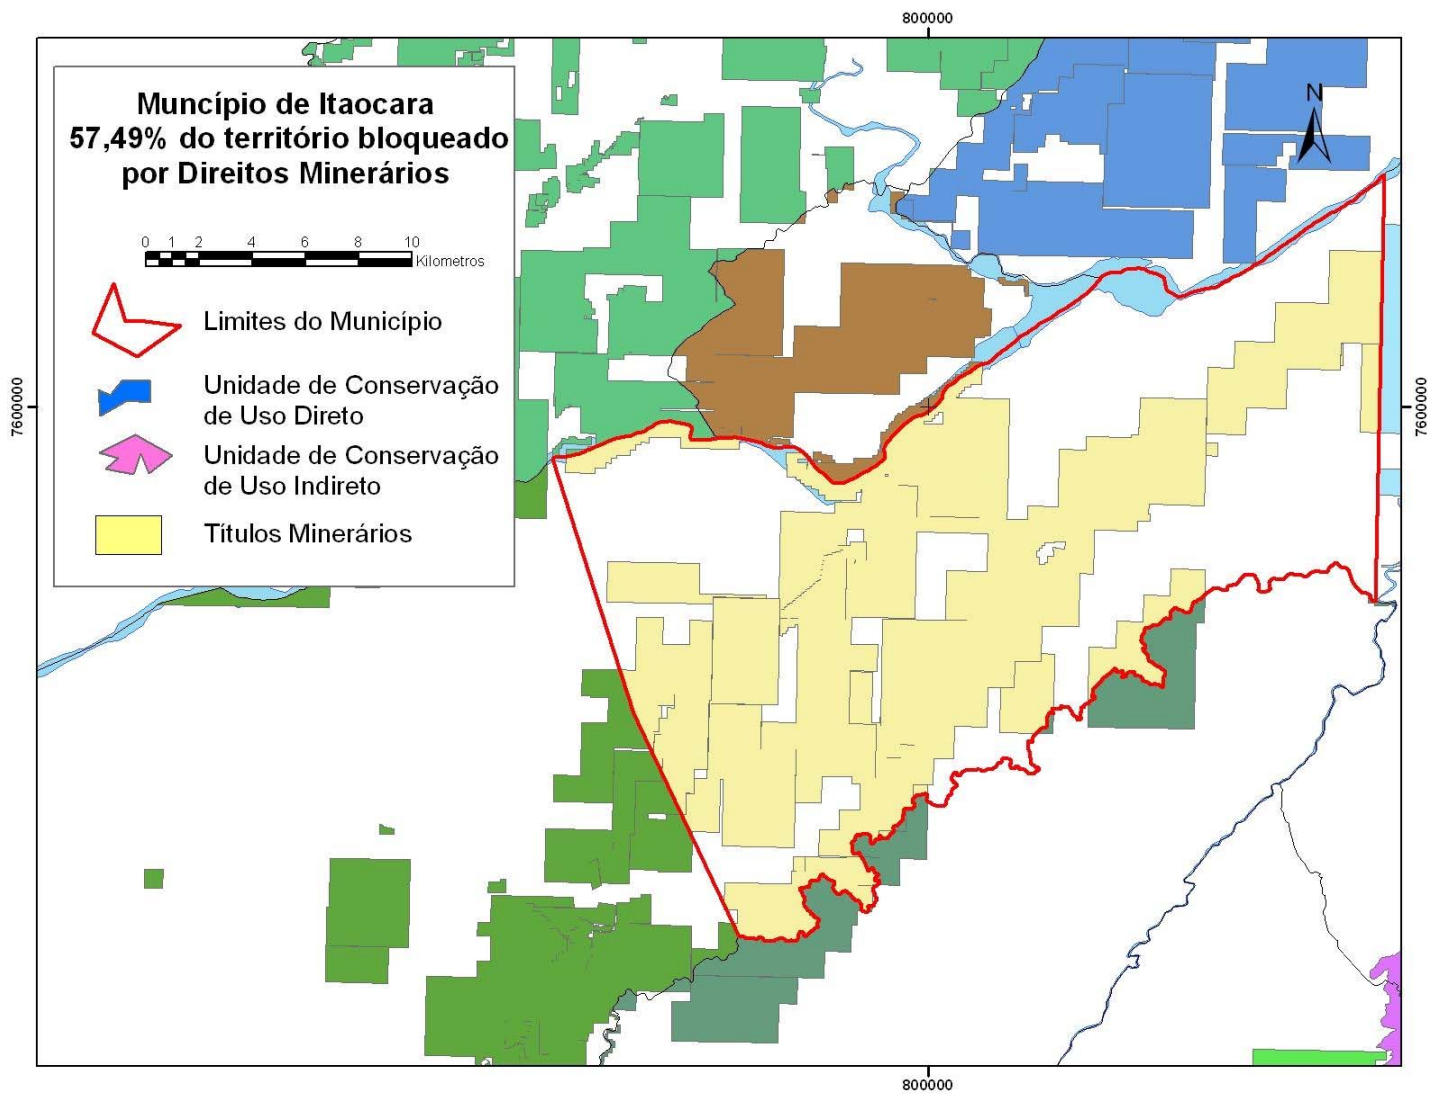 800000
Muncípio de Itaocara
57,49% do território bloqueado
por Direitos Minerários
N
0 1 2 4 6 8 10
Kilometros
Limites do Município
Unidade de Conservação
de Uso Direto
Unidade de Conservação
de Uso Indireto
Títulos Minerários
7600000
7600000
800000